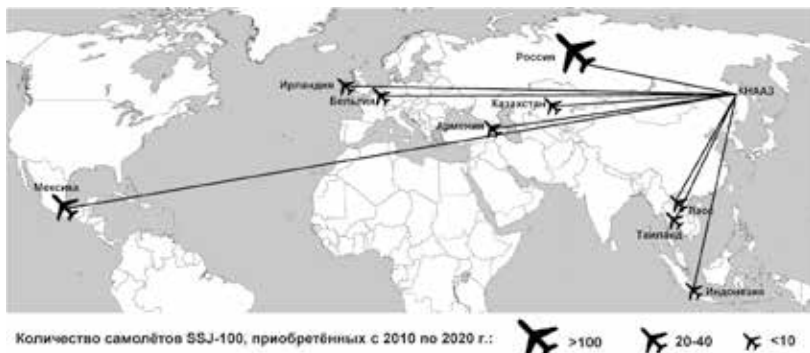 Россия
Ирландия
Бельгия
Казахстан
КНААЗ
Армения
Мексика
Лаос
Таиланд
Индонезия
Количество самолётов SSJ-100, приобретённых с 2010 по 2020 г.: >100 20-40 <10